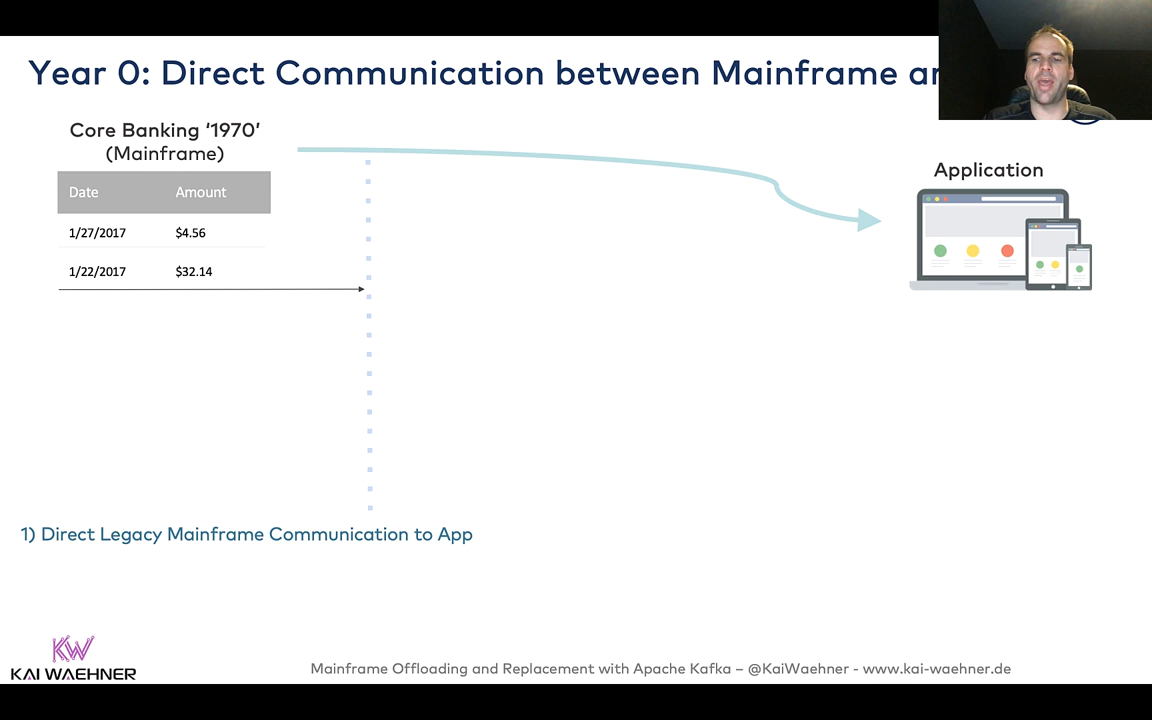 Year 0: Direct Communication between Mainframe
Core Banking ‘1970’
(Mainframe)
Date Amount
1/27/2017 $4.56
1/22/2017 $32.14
Application
1) Direct Legacy Mainframe Communication to App
KW
KAI WAEHNER
Mainframe Offloading and Replacement with Apache Kafka – @KaiWaehner - www.kai-waehner.de